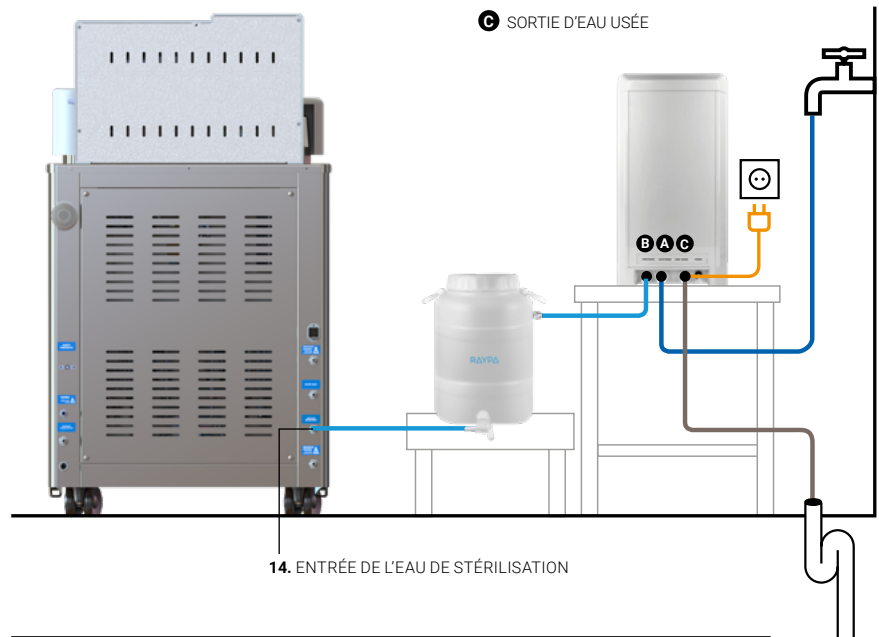 C SORTIE D'EAU USÉE
B A C
RAYPA
14. ENTRÉE DE L'EAU DE STÉRILISATION